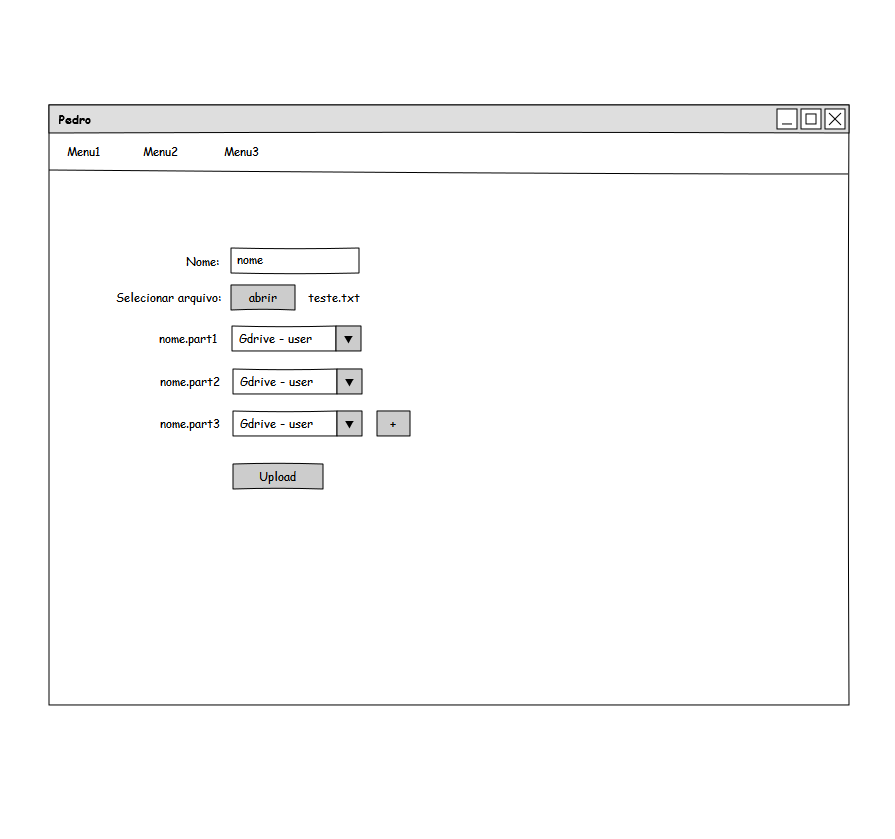 Pedro
Menu1 Menu2 Menu3
Nome: nome
Selecionar arquivo: abrir teste.txt
nome.part1 Gdrive - user
nome.part2 Gdrive - user
nome.part3 Gdrive - user +
Upload